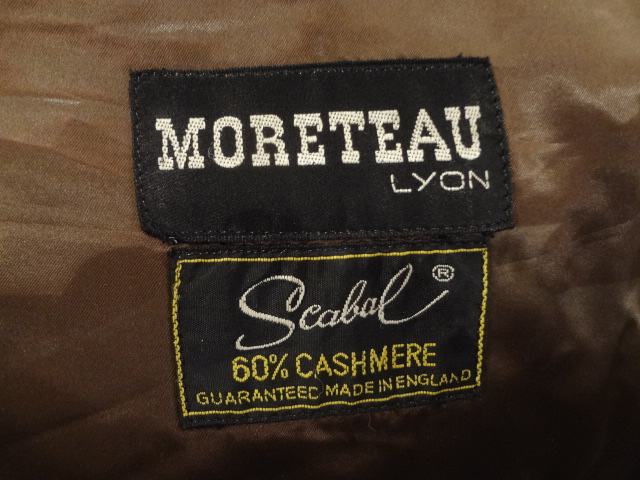 MORETEAU
LYON
Scabal ®
60% CASHMERE
GUARANTEED MADE IN ENGLAND